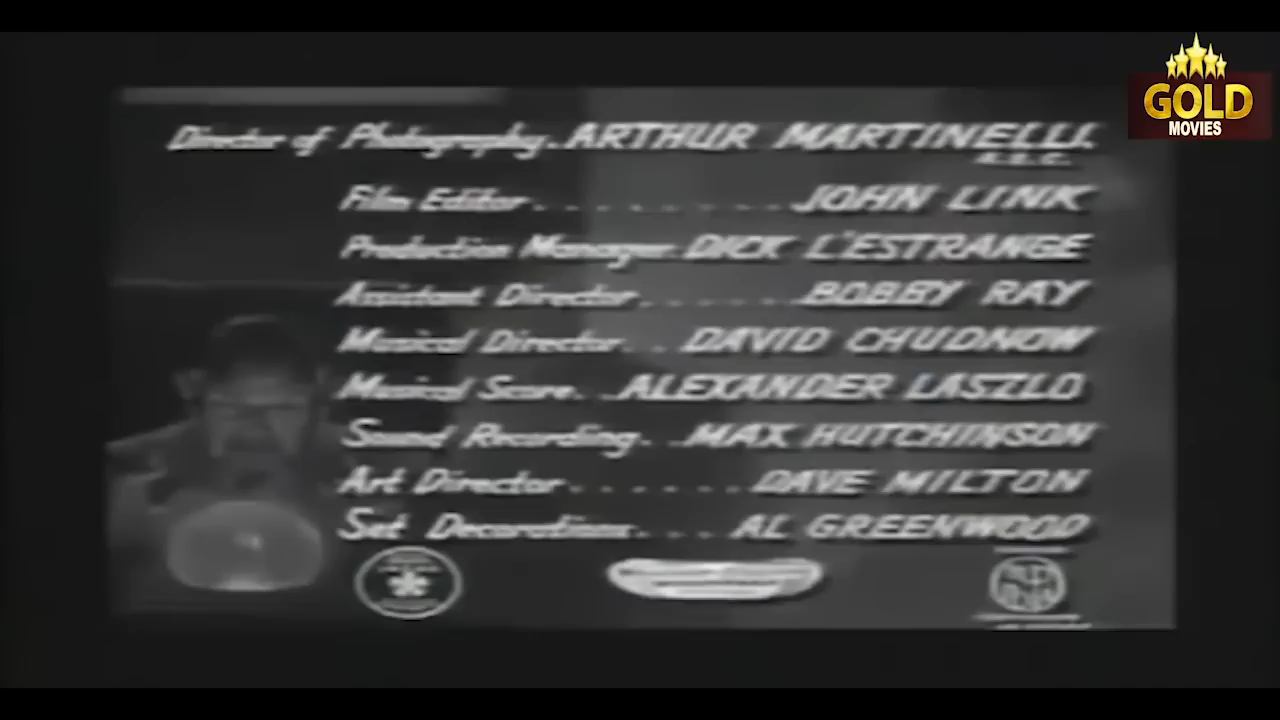 Director of Photography. ARTHUR MARTINELLI.
A.S.C.
Film Editor . . . . . . . . . JOHN LINK
Production Manager. DICK L'ESTRANGE
Assistant Director . . . . . . . BOBBY RAY
Musical Director. . . DAVID CHUDNOW
Musical Score. . . ALEXANDER LASZLO
Sound Recording. . . MAX HUTCHINSON
Art Director . . . . . . . DAVE MILTON
Set Decorations. . . . AL GREENWOOD
GOLD
MOVIES